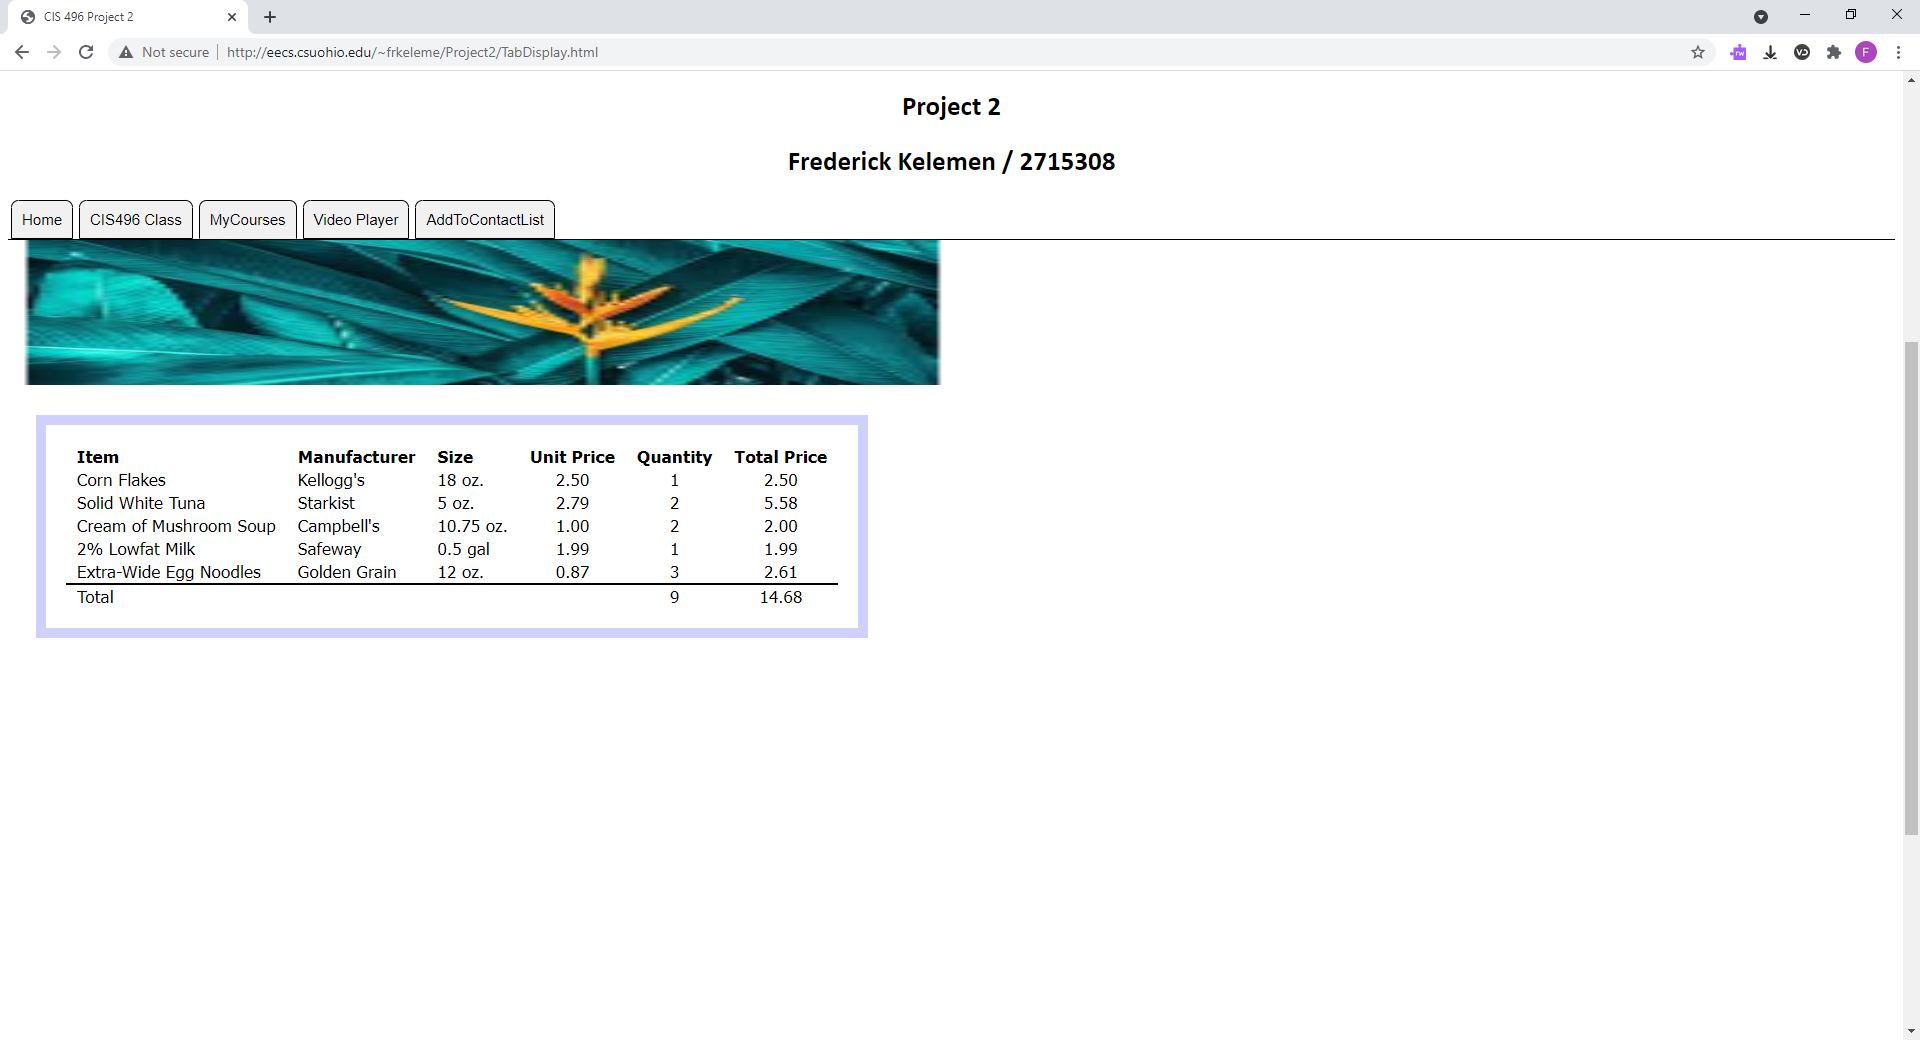 CIS 496 Project 2
Not secure http://eecs.csuohio.edu/~frkeleme/Project2/TabDisplay.html
rw
VD
F
Project 2
Frederick Kelemen / 2715308
Home CIS496 Class MyCourses Video Player AddToContactList
Item Manufacturer Size Unit Price Quantity Total Price
Corn Flakes Kellogg's 18 oz. 2.50 1 2.50
Solid White Tuna Starkist 5 oz. 2.79 2 5.58
Cream of Mushroom Soup Campbell's 10.75 oz. 1.00 2 2.00
2% Lowfat Milk Safeway 0.5 gal 1.99 1 1.99
Extra-Wide Egg Noodles Golden Grain 12 oz. 0.87 3 2.61
Total 9 14.68